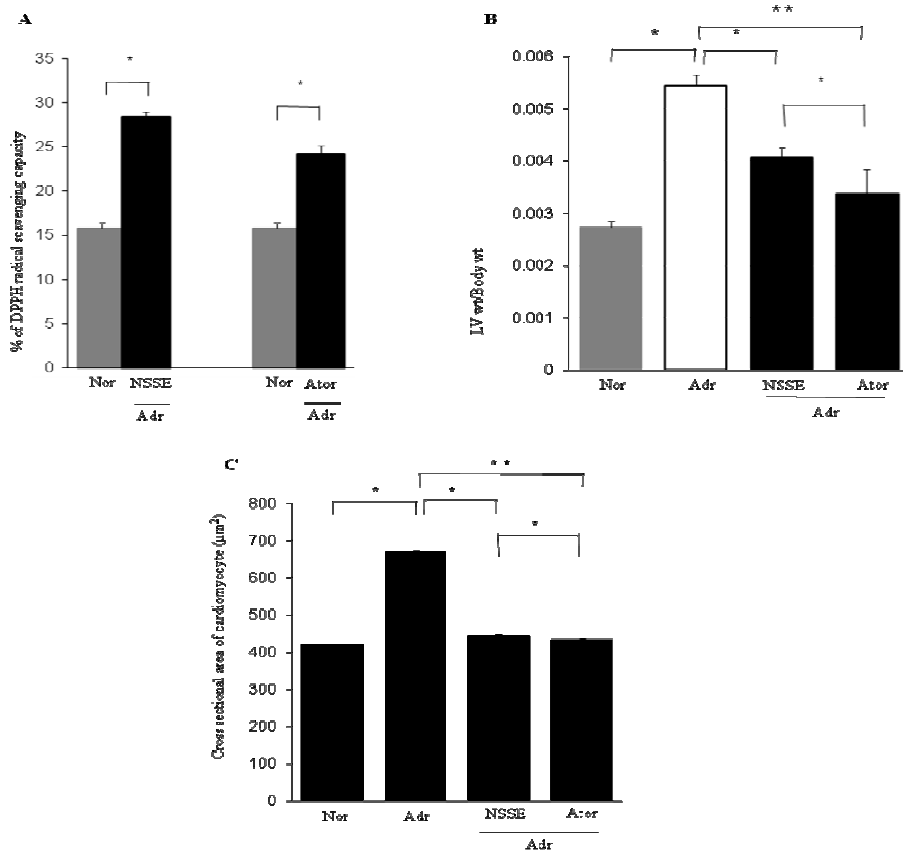 A
% of DPPH radical scavenging capacity
35
30
25
20
15
10
5
0
*
*
Nor NSSE Nor Ator
Adr Adr
B
LV wt/Body wt
0.006
0.005
0.004
0.003
0.002
0.001
0
**
* *
*
Nor Adr NSSE Ator
Adr
C
Cross sectional area of cardiomyocyte (µm²)
800
700
600
500
400
300
200
100
0
**
* *
*
Nor Adr NSSE Ator
Adr